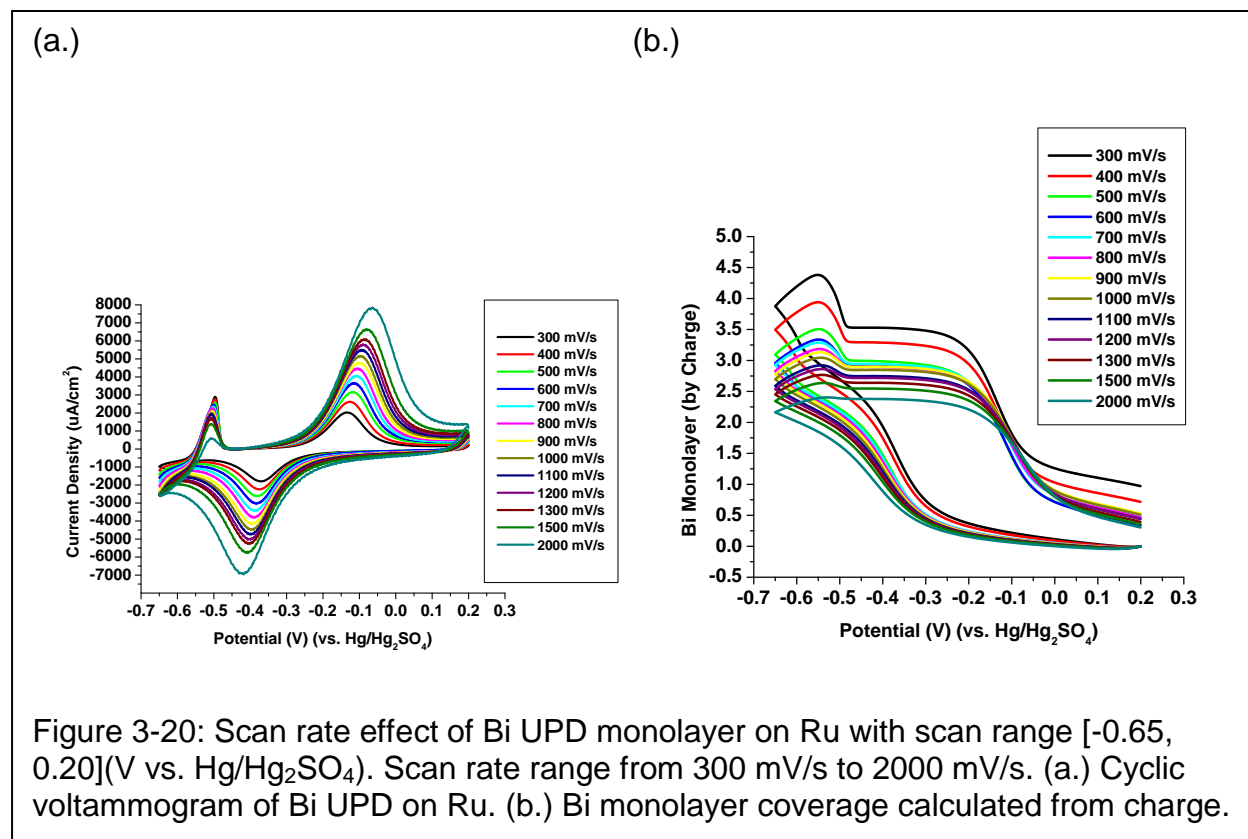 (a.)
(b.)
8000
7000
6000
5000
4000
3000
2000
1000
0
-1000
-2000
-3000
-4000
-5000
-6000
-7000
Current Density (uA/cm²)
-0.7 -0.6 -0.5 -0.4 -0.3 -0.2 -0.1 0.0 0.1 0.2 0.3
Potential (V) (vs. Hg/Hg₂SO₄)
300 mV/s
400 mV/s
500 mV/s
600 mV/s
700 mV/s
800 mV/s
900 mV/s
1000 mV/s
1100 mV/s
1200 mV/s
1300 mV/s
1500 mV/s
2000 mV/s
5.0
4.5
4.0
3.5
3.0
2.5
2.0
1.5
1.0
0.5
0.0
-0.5
Bi Monolayer (by Charge)
-0.7 -0.6 -0.5 -0.4 -0.3 -0.2 -0.1 0.0 0.1 0.2 0.3
Potential (V) (vs. Hg/Hg₂SO₄)
300 mV/s
400 mV/s
500 mV/s
600 mV/s
700 mV/s
800 mV/s
900 mV/s
1000 mV/s
1100 mV/s
1200 mV/s
1300 mV/s
1500 mV/s
2000 mV/s
Figure 3-20: Scan rate effect of Bi UPD monolayer on Ru with scan range [-0.65,
0.20](V vs. Hg/Hg₂SO₄). Scan rate range from 300 mV/s to 2000 mV/s. (a.) Cyclic
voltammogram of Bi UPD on Ru. (b.) Bi monolayer coverage calculated from charge.